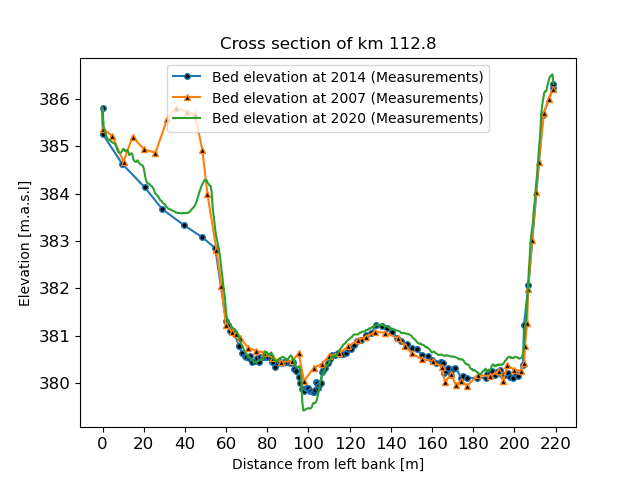 Cross section of km 112.8
Bed elevation at 2014 (Measurements)
Bed elevation at 2007 (Measurements)
Bed elevation at 2020 (Measurements)
Elevation [m.a.s.l]
386
385
384
383
382
381
380
0 20 40 60 80 100 120 140 160 180 200 220
Distance from left bank [m]